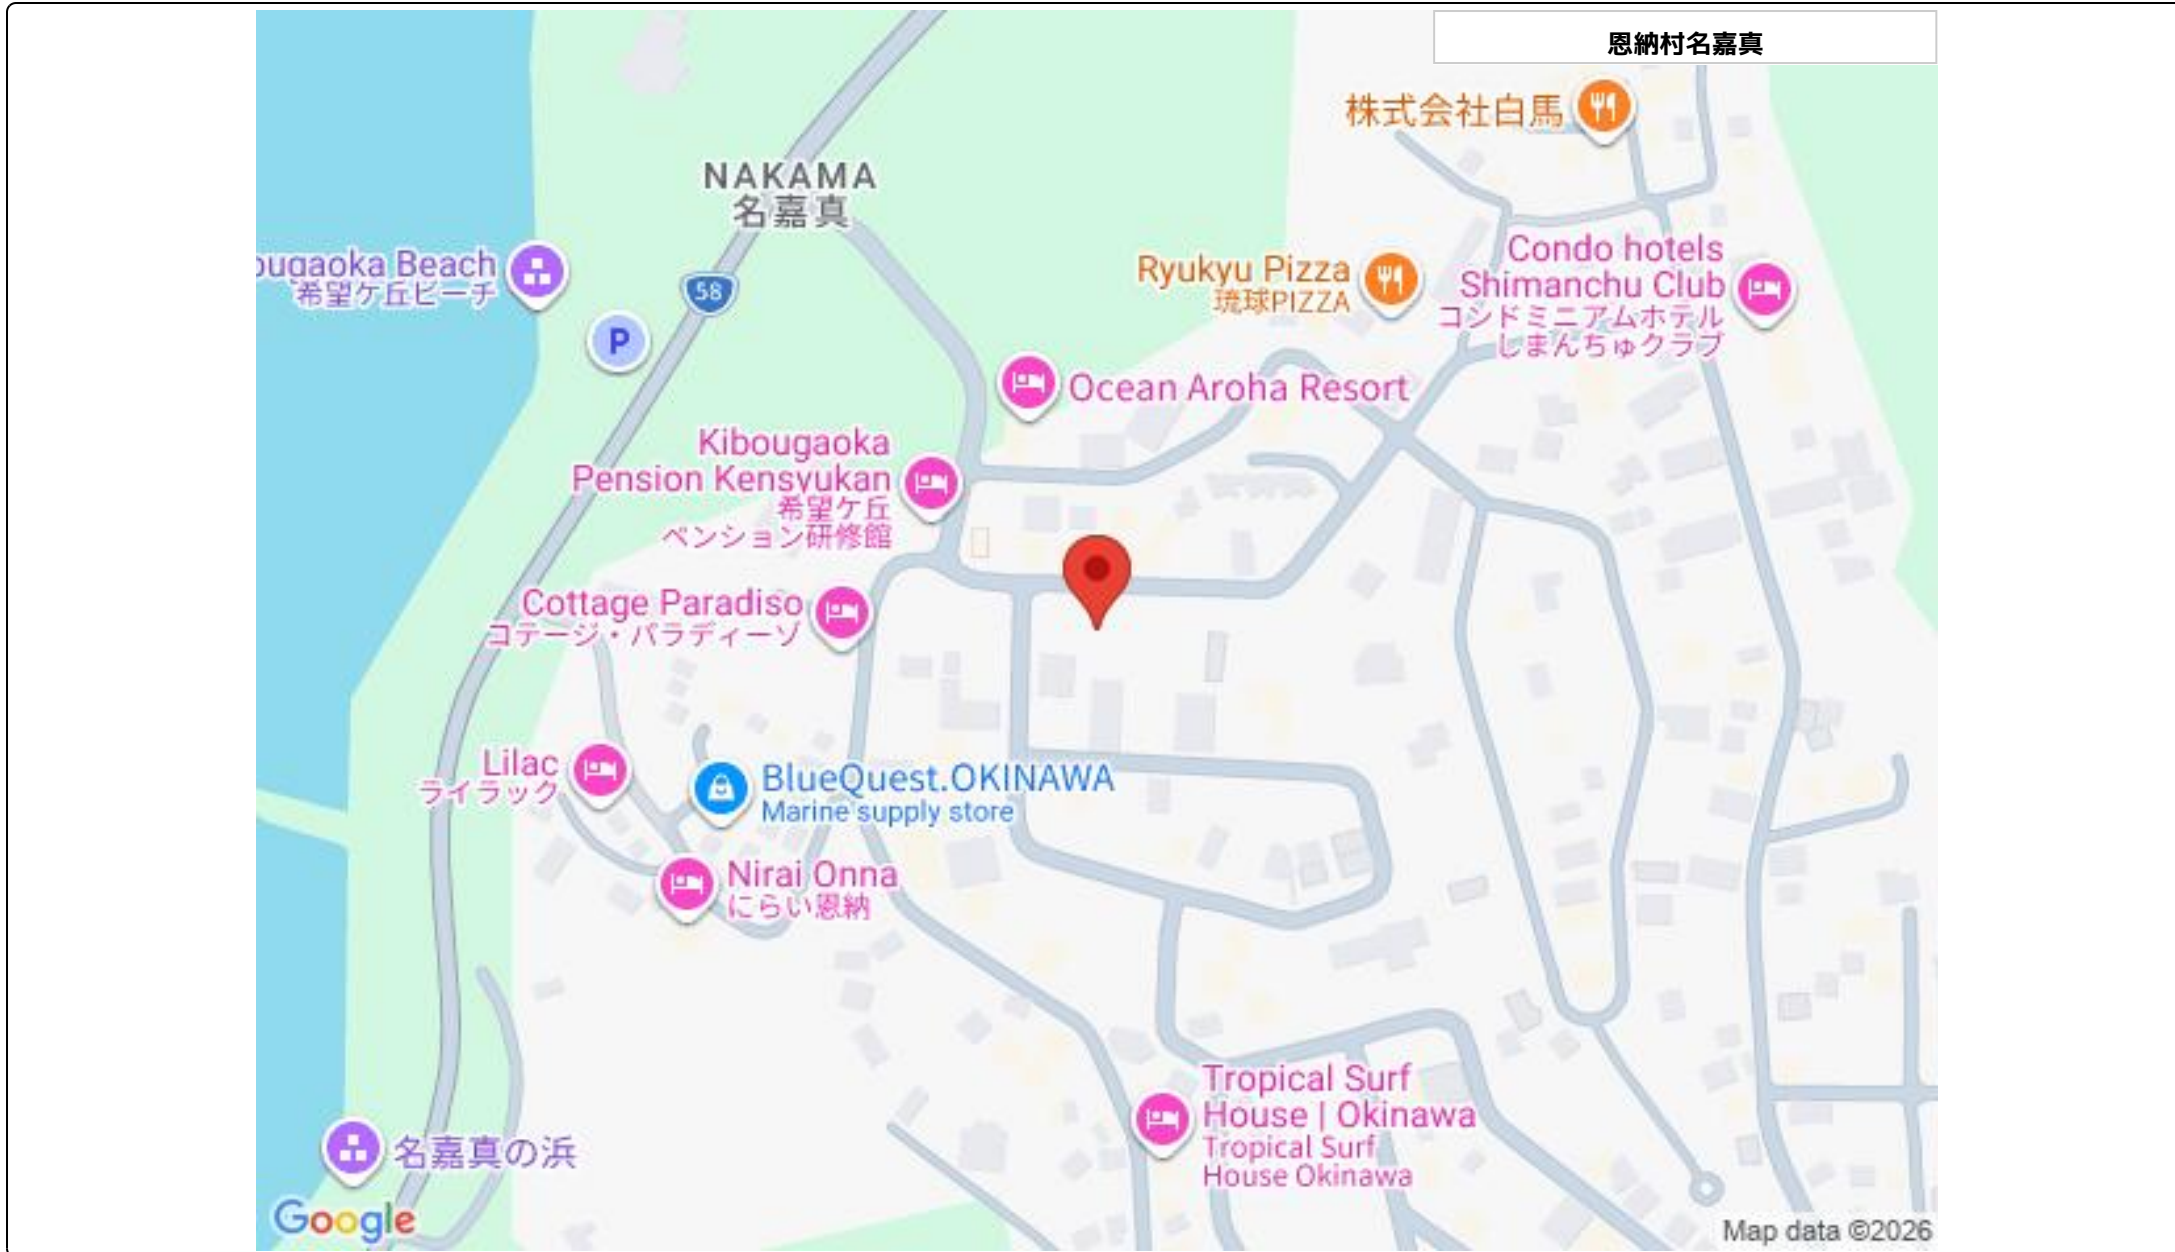 恩納村名嘉真
株式会社白馬
NAKAMA
名嘉真
ougaoka Beach
希望ケ丘ビーチ
58
P
Ryukyu Pizza
琉球PIZZA
Condo hotels
Shimanchu Club
コンドミニアムホテル
しまんちゅクラブ
Ocean Aroha Resort
Kibougaoka
Pension Kensyukan
希望ケ丘
ペンション研修館
Cottage Paradiso
コテージ・パラディーゾ
Lilac
ライラック
BlueQuest.OKINAWA
Marine supply store
Nirai Onna
にらい恩納
Tropical Surf
House | Okinawa
Tropical Surf
House Okinawa
名嘉真の浜
Google
Map data ©2026